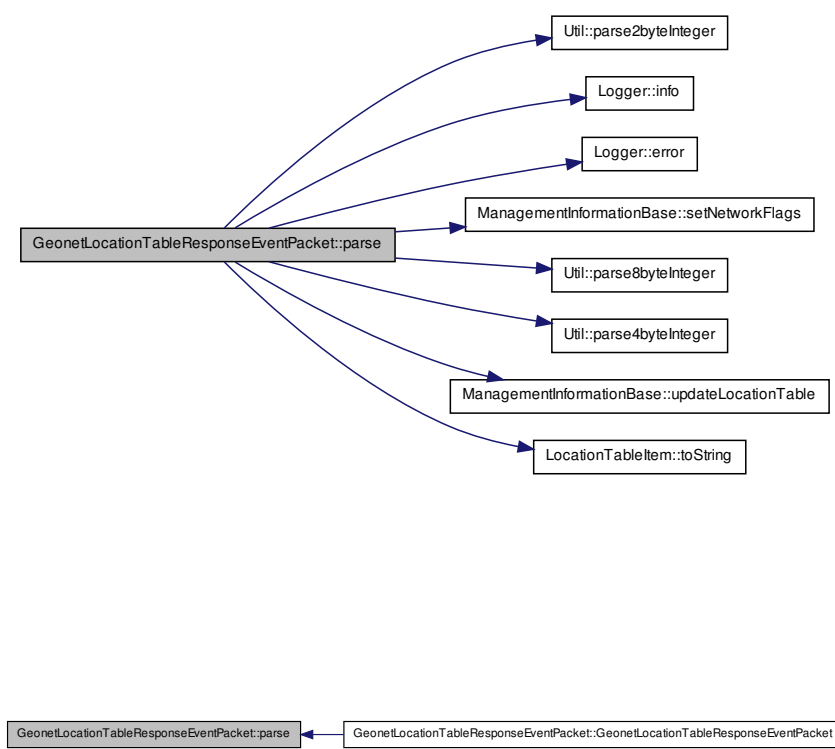 Util::parse2byteInteger
Logger::info
Logger::error
ManagementInformationBase::setNetworkFlags
GeonetLocationTableResponseEventPacket::parse
Util::parse8byteInteger
Util::parse4byteInteger
ManagementInformationBase::updateLocationTable
LocationTableItem::toString
GeonetLocationTableResponseEventPacket::parse
GeonetLocationTableResponseEventPacket::GeonetLocationTableResponseEventPacket